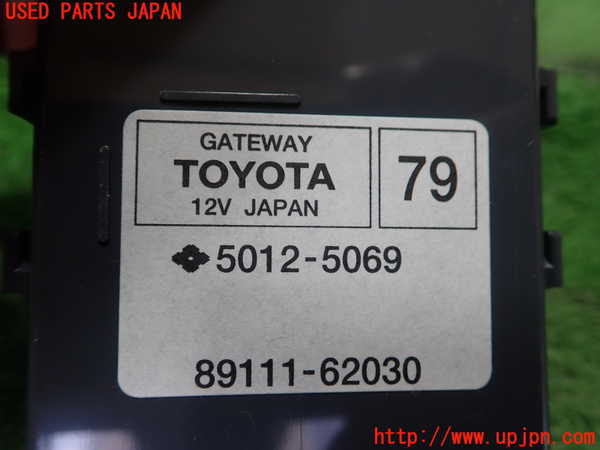 USED PARTS JAPAN
GATEWAY
TOYOTA
12V JAPAN
79
5012-5069
89111-62030
http://www.upjpn.com